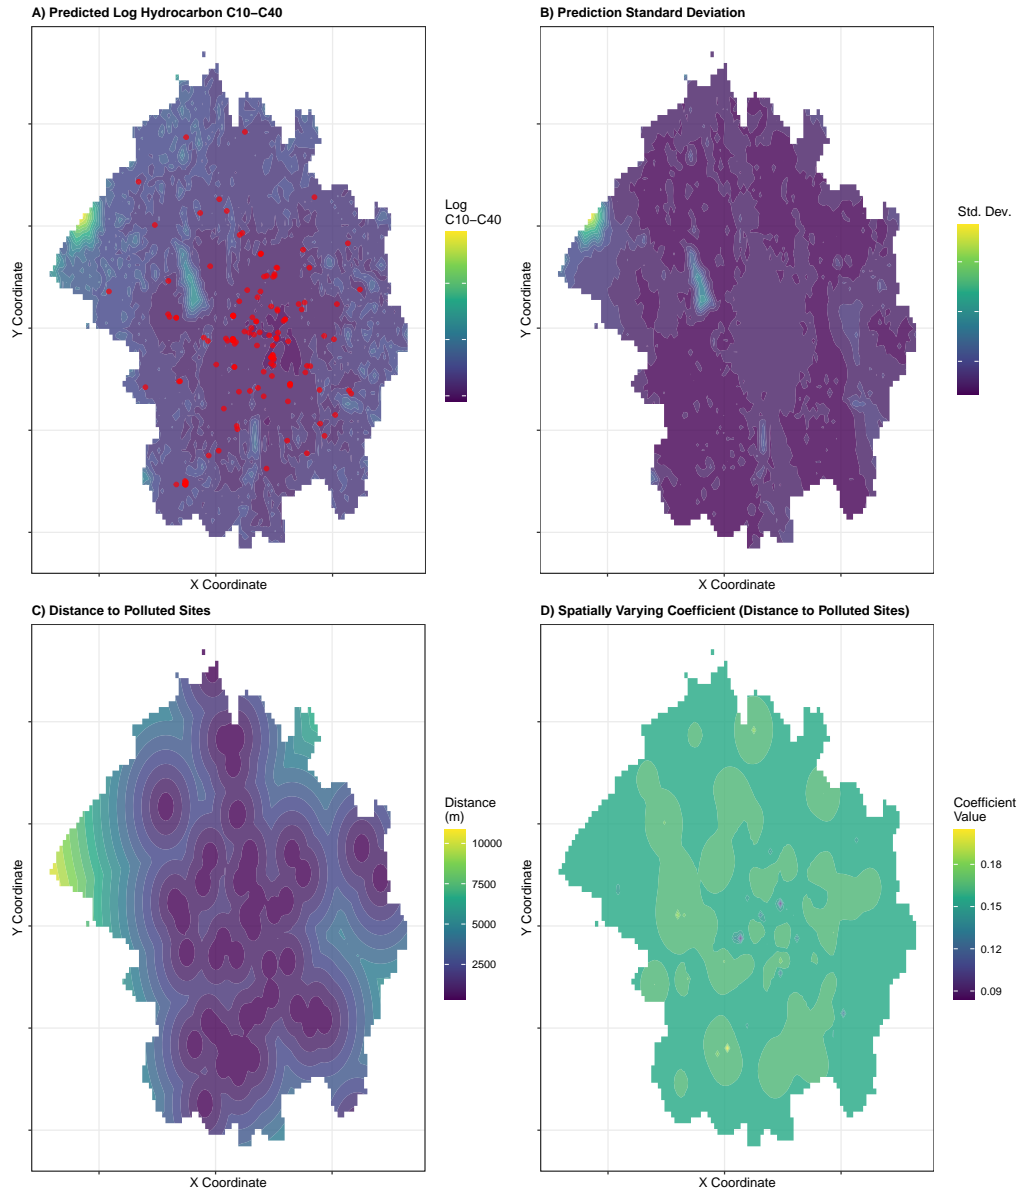 A) Predicted Log Hydrocarbon C10–C40
B) Prediction Standard Deviation
Y Coordinate
X Coordinate
Log
C10–C40
Y Coordinate
X Coordinate
Std. Dev.
C) Distance to Polluted Sites
D) Spatially Varying Coefficient (Distance to Polluted Sites)
Y Coordinate
X Coordinate
Distance
(m)
10000
7500
5000
2500
Y Coordinate
X Coordinate
Coefficient
Value
0.18
0.15
0.12
0.09